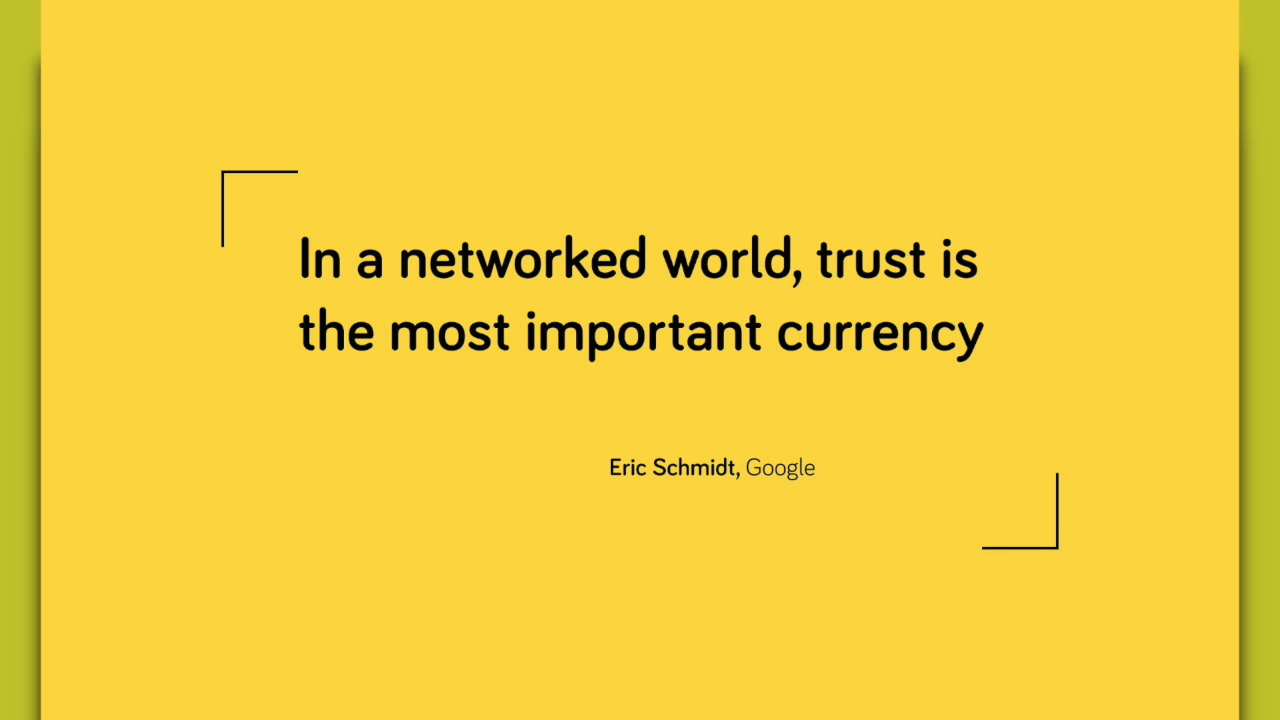 In a networked world, trust is
the most important currency
Eric Schmidt, Google